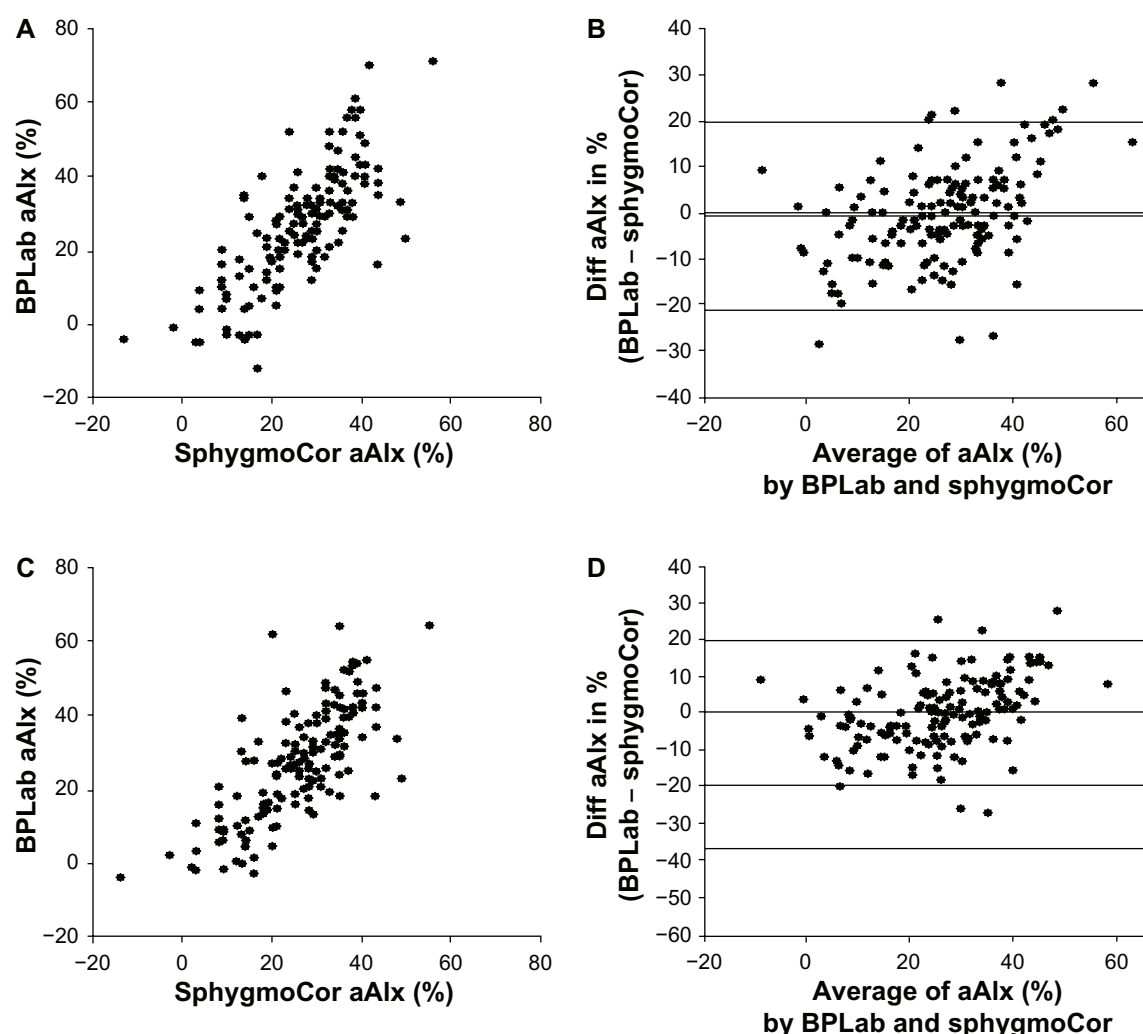 A
80
60
40
20
0
−20
BPLab aAIx (%)
−20 0 20 40 60 80
SphygmoCor aAIx (%)
B
40
30
20
10
0
−10
−20
−30
−40
Diff aAIx in %
(BPLab – sphygmoCor)
−20 0 20 40 60
Average of aAIx (%)
by BPLab and sphygmoCor
C
80
60
40
20
0
−20
BPLab aAIx (%)
−20 0 20 40 60 80
SphygmoCor aAIx (%)
D
40
30
20
10
0
−10
−20
−30
−40
−50
−60
Diff aAIx in %
(BPLab – sphygmoCor)
−20 0 20 40 60
Average of aAIx (%)
by BPLab and sphygmoCor